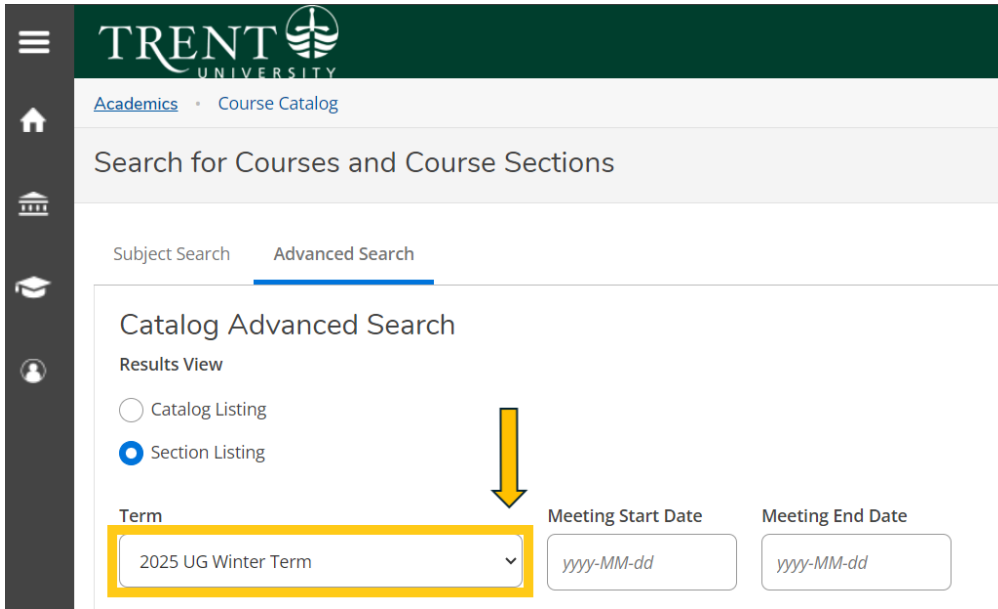 TRENT
UNIVERSITY
Academics • Course Catalog
Search for Courses and Course Sections
Subject Search Advanced Search
Catalog Advanced Search
Results View
Catalog Listing
Section Listing
Term Meeting Start Date Meeting End Date
2025 UG Winter Term yyyy-MM-dd yyyy-MM-dd